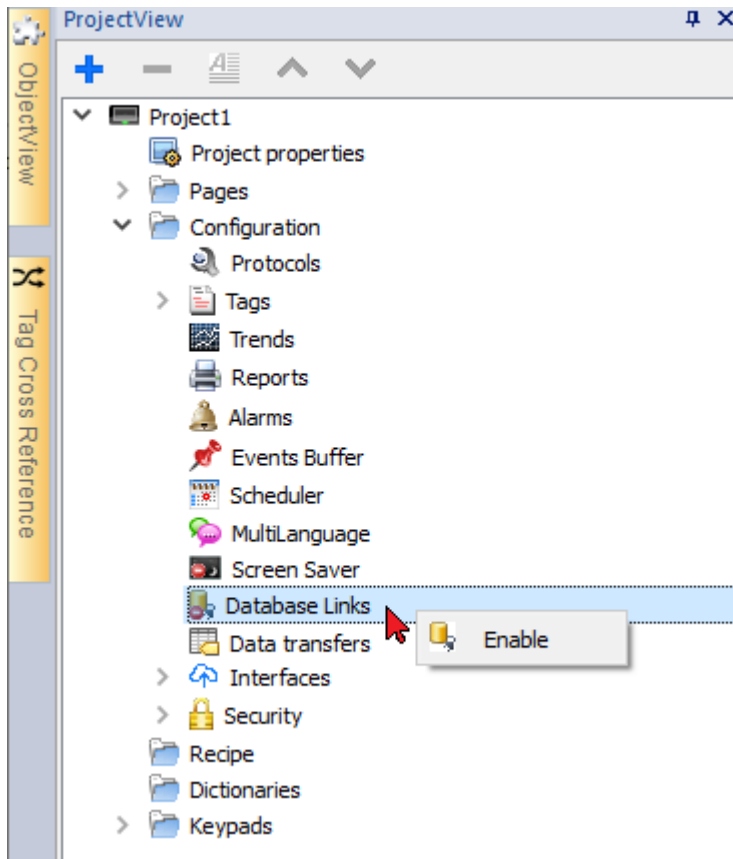 ProjectView
ObjectView
Tag Cross Reference
Project1
Project properties
Pages
Configuration
Protocols
Tags
Trends
Reports
Alarms
Events Buffer
Scheduler
MultiLanguage
Screen Saver
Database Links
Enable
Data transfers
Interfaces
Security
Recipe
Dictionaries
Keypads